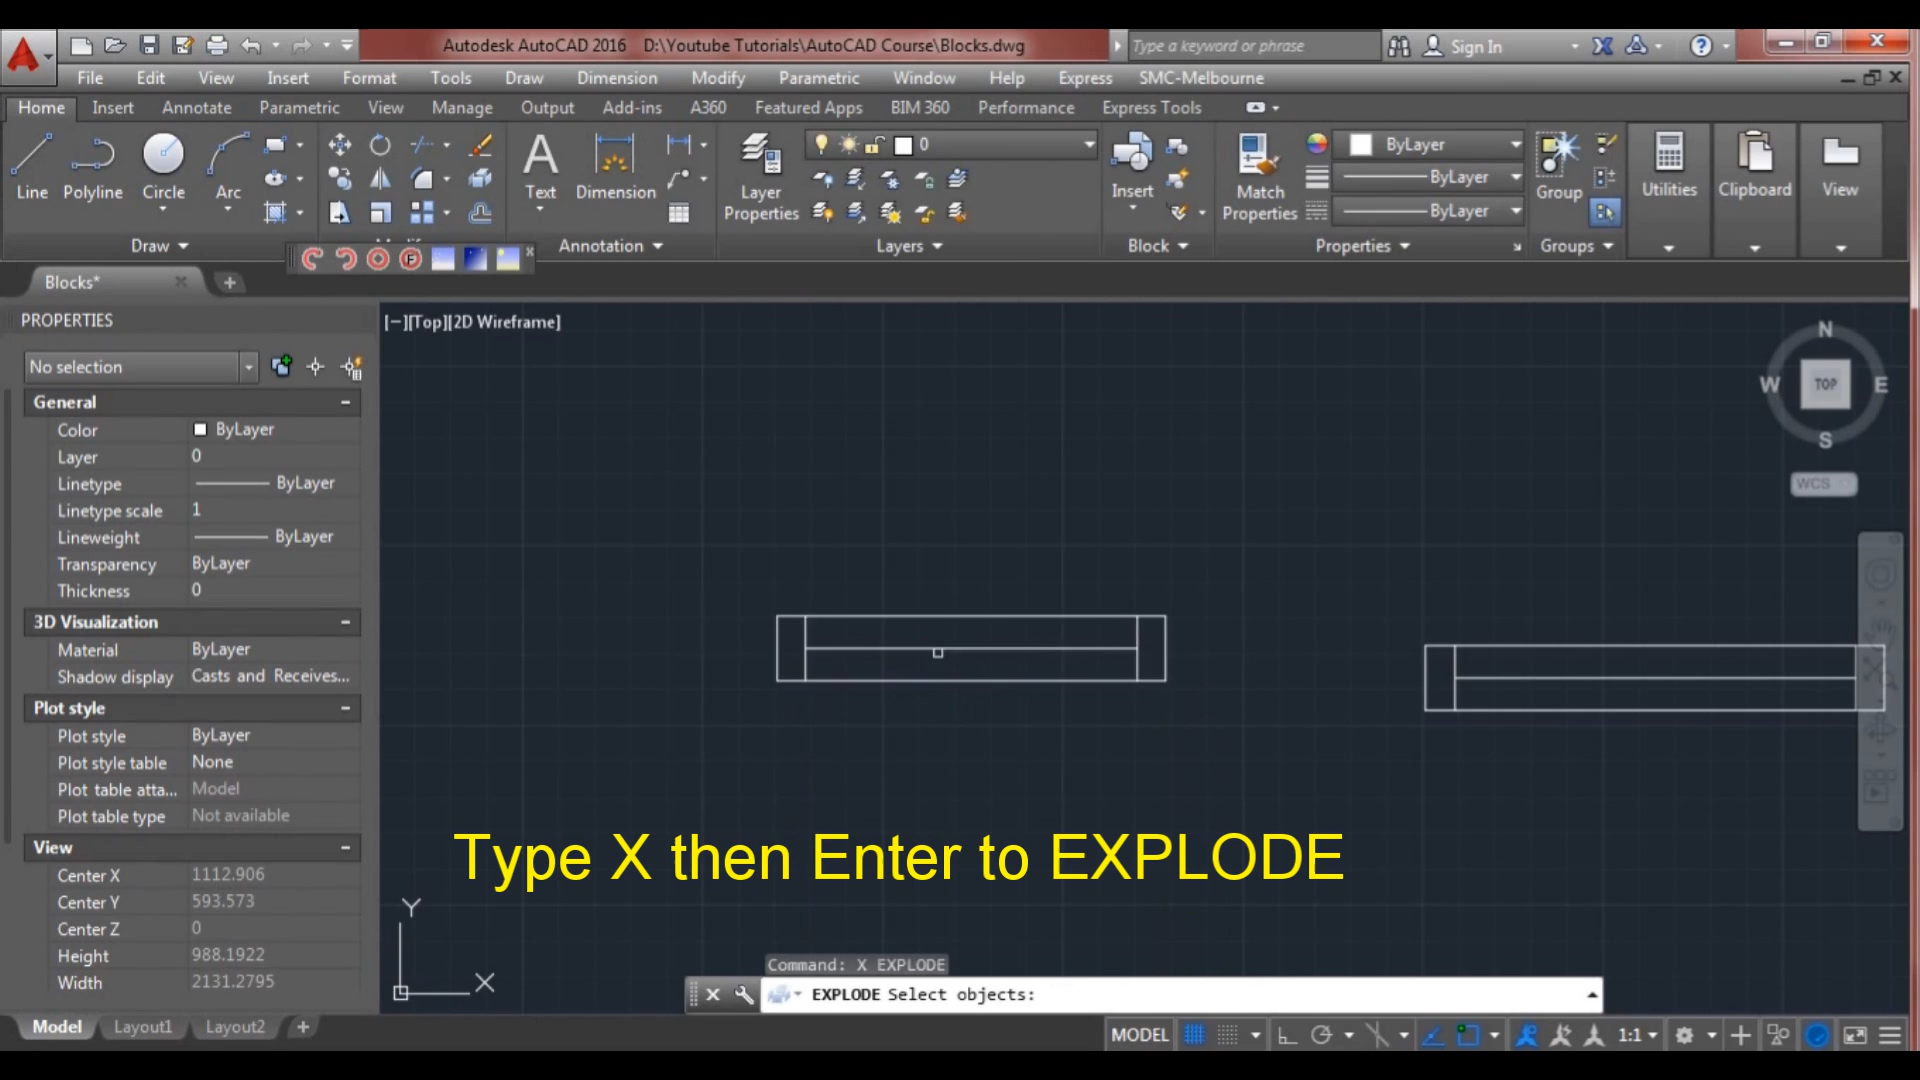 Autodesk AutoCAD 2016 D:\Youtube Tutorials\AutoCAD Course\Blocks.dwg
Type a keyword or phrase
Sign In
File Edit View Insert Format Tools Draw Dimension Modify Parametric Window Help Express SMC-Melbourne
Home Insert Annotate Parametric View Manage Output Add-ins A360 Featured Apps BIM 360 Performance Express Tools
0
ByLayer
ByLayer
ByLayer
Line Polyline Circle Arc
Text Dimension
Layer Properties
Insert
Match Properties
Group
Utilities Clipboard View
Draw
Annotation
Layers
Block
Properties
Groups
Blocks*
PROPERTIES
[−][Top][2D Wireframe]
No selection
General
Color ByLayer
Layer 0
Linetype ByLayer
Linetype scale 1
Lineweight ByLayer
Transparency ByLayer
Thickness 0
3D Visualization
Material ByLayer
Shadow display Casts and Receives...
Plot style
Plot style ByLayer
Plot style table None
Plot table atta... Model
Plot table type Not available
View
Center X 1112.906
Center Y 593.573
Center Z 0
Height 988.1922
Width 2131.2795
N
W TOP E
S
WCS
Type X then Enter to EXPLODE
Y
X
Command: X EXPLODE
EXPLODE Select objects:
Model Layout1 Layout2 +
MODEL
1:1